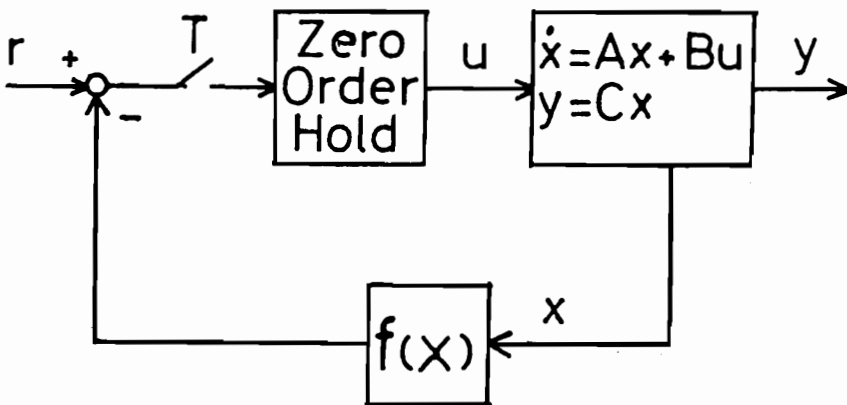 r
+
-
T
Zero
Order
Hold
u
ẋ=Ax+Bu
y=Cx
y
x
f(x)